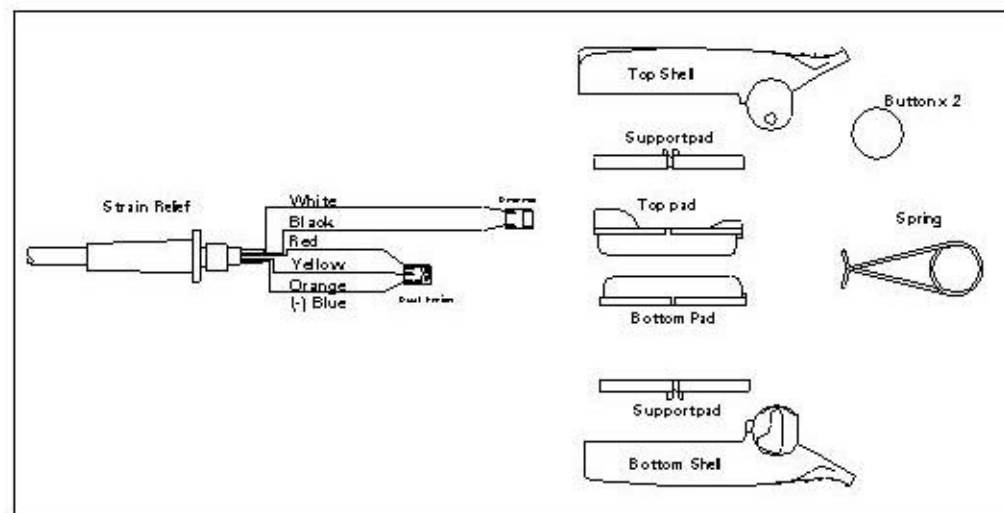 Top Shell
Button x 2
Supportpad
White
Strain Relief
Top pad
Black
Spring
Red
Yellow
Orange
(-) Blue
Bottom Pad
Supportpad
Bottom Shell